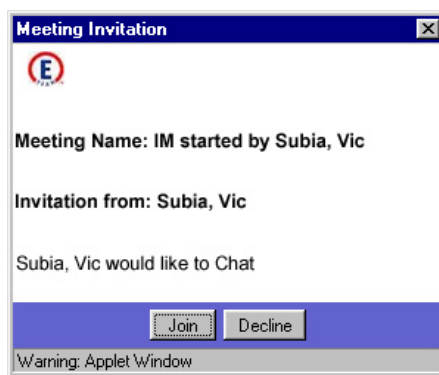 Meeting Invitation
E
TEAM
Meeting Name: IM started by Subia, Vic
Invitation from: Subia, Vic
Subia, Vic would like to Chat
Join Decline
Warning: Applet Window